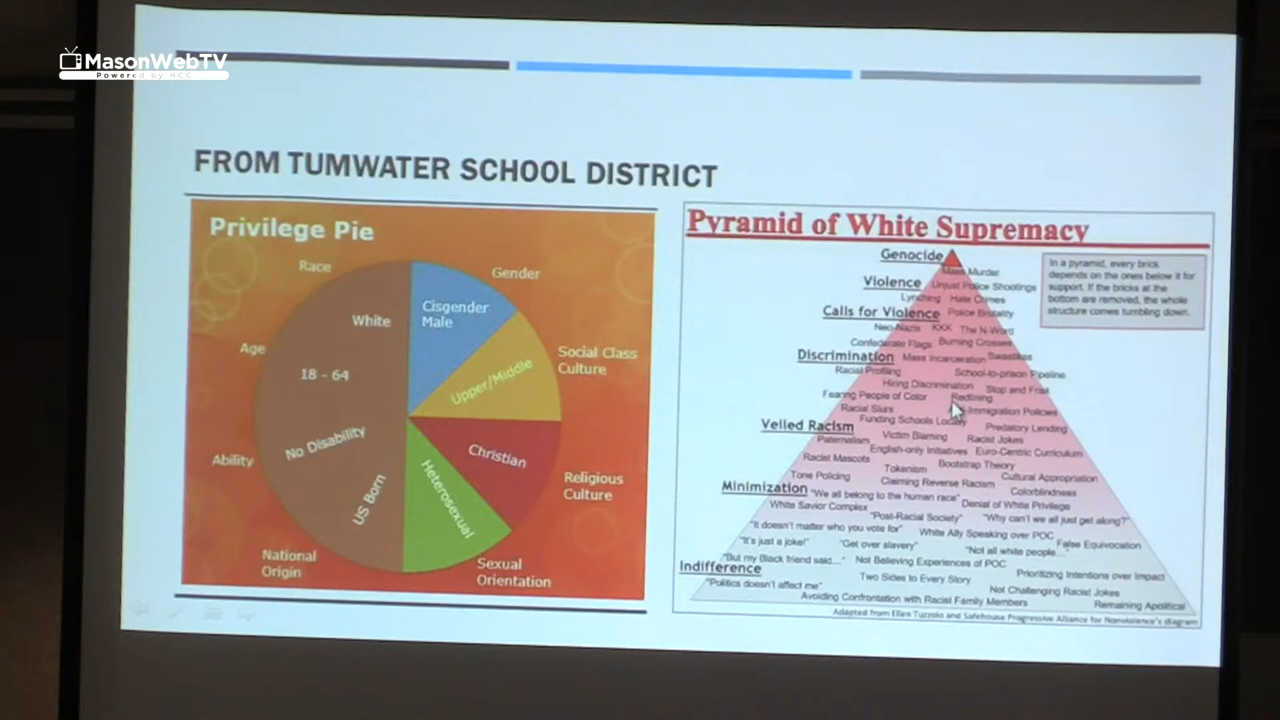 MasonWebTV
Powered by HCC
FROM TUMWATER SCHOOL DISTRICT
Privilege Pie
Race
Gender
White
Cisgender
Male
Age
18 - 64
Upper/Middle
Social Class
Culture
Ability
No Disability
Christian
Religious
Culture
US Born
Heterosexual
National
Origin
Sexual
Orientation
Pyramid of White Supremacy
In a pyramid, every brick
depends on the ones below it for
support. If the bricks at the
bottom are removed, the whole
structure comes tumbling down.
Genocide
Mass Murder
Violence
Unjust Police Shootings
Lynching Hate Crimes
Calls for Violence Police Brutality
Neo-Nazis KKK The N-Word
Confederate Flags Burning Crosses
Discrimination Mass Incarceration Swastikas
Racial Profiling School-to-prison Pipeline
Hiring Discrimination Stop and Frisk
Fearing People of Color Redlining
Racial Slurs Immigration Policies
Funding Schools Locally Predatory Lending
Veiled Racism Victim Blaming Racist Jokes
Paternalism English-only Initiatives Euro-Centric Curriculum
Racist Mascots Tokenism Bootstrap Theory
Tone Policing Claiming Reverse Racism Cultural Appropriation
Minimization "We all belong to the human race" Colorblindness
White Savior Complex Denial of White Privilege
"Post-Racial Society" "Why can't we all just get along?"
"It doesn't matter who you vote for" White Ally Speaking over POC
"It's just a joke!" "Get over slavery" "Not all white people..." False Equivocation
"But my Black friend said..." Not Believing Experiences of POC
Indifference Two Sides to Every Story Prioritizing Intentions over Impact
"Politics doesn't affect me" Not Challenging Racist Jokes
Avoiding Confrontation with Racist Family Members Remaining Apolitical
Adapted from Ellen Tuzzolo and Safehouse Progressive Alliance for Nonviolence's diagram